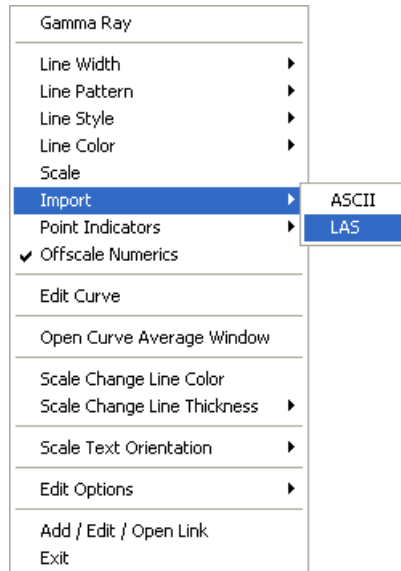 Gamma Ray
Line Width
Line Pattern
Line Style
Line Color
Scale
Import
ASCII
Point Indicators
LAS
Offscale Numerics
Edit Curve
Open Curve Average Window
Scale Change Line Color
Scale Change Line Thickness
Scale Text Orientation
Edit Options
Add / Edit / Open Link
Exit